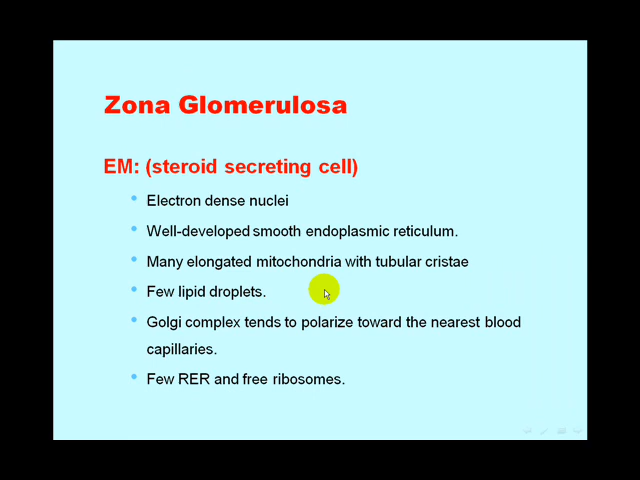 Zona Glomerulosa
EM: (steroid secreting cell)
• Electron dense nuclei
• Well-developed smooth endoplasmic reticulum.
• Many elongated mitochondria with tubular cristae
• Few lipid droplets.
• Golgi complex tends to polarize toward the nearest blood
capillaries.
• Few RER and free ribosomes.